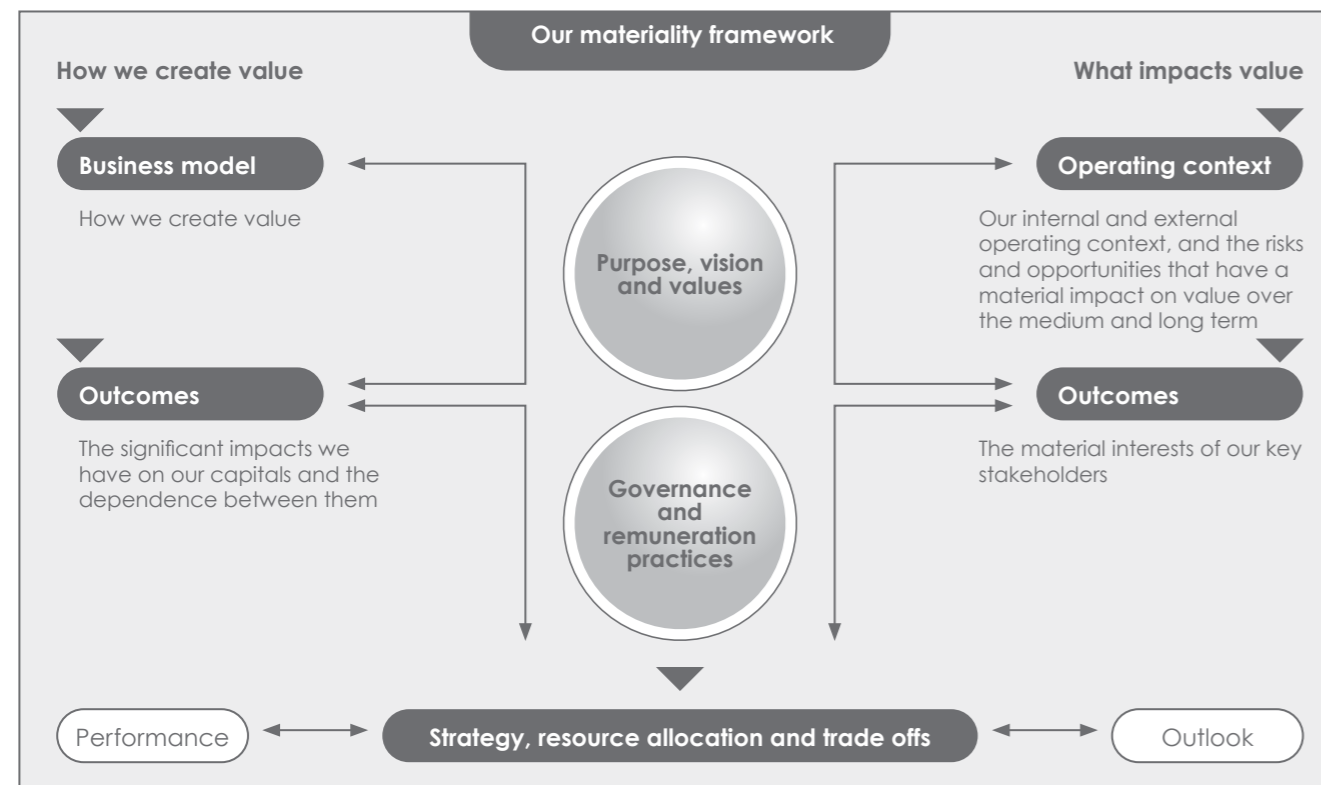 Our materiality framework
How we create value
What impacts value
Business model
How we create value
Operating context
Our internal and external
operating context, and the risks
and opportunities that have a
material impact on value over
the medium and long term
Purpose, vision
and values
Outcomes
The significant impacts we
have on our capitals and the
dependence between them
Outcomes
The material interests of our key
stakeholders
Governance
and
remuneration
practices
Performance
Strategy, resource allocation and trade offs
Outlook